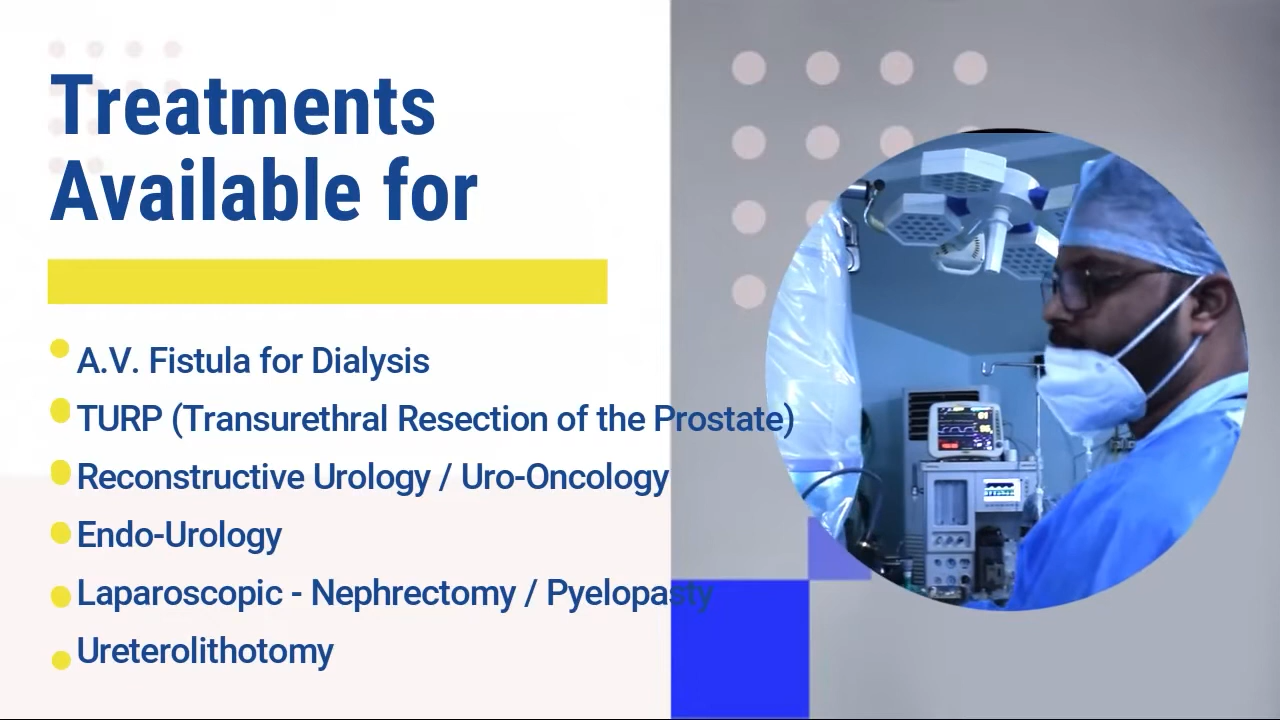 Treatments
Available for
A.V. Fistula for Dialysis
TURP (Transurethral Resection of the Prostate)
Reconstructive Urology / Uro-Oncology
Endo-Urology
Laparoscopic - Nephrectomy / Pyelopasty
Ureterolithotomy